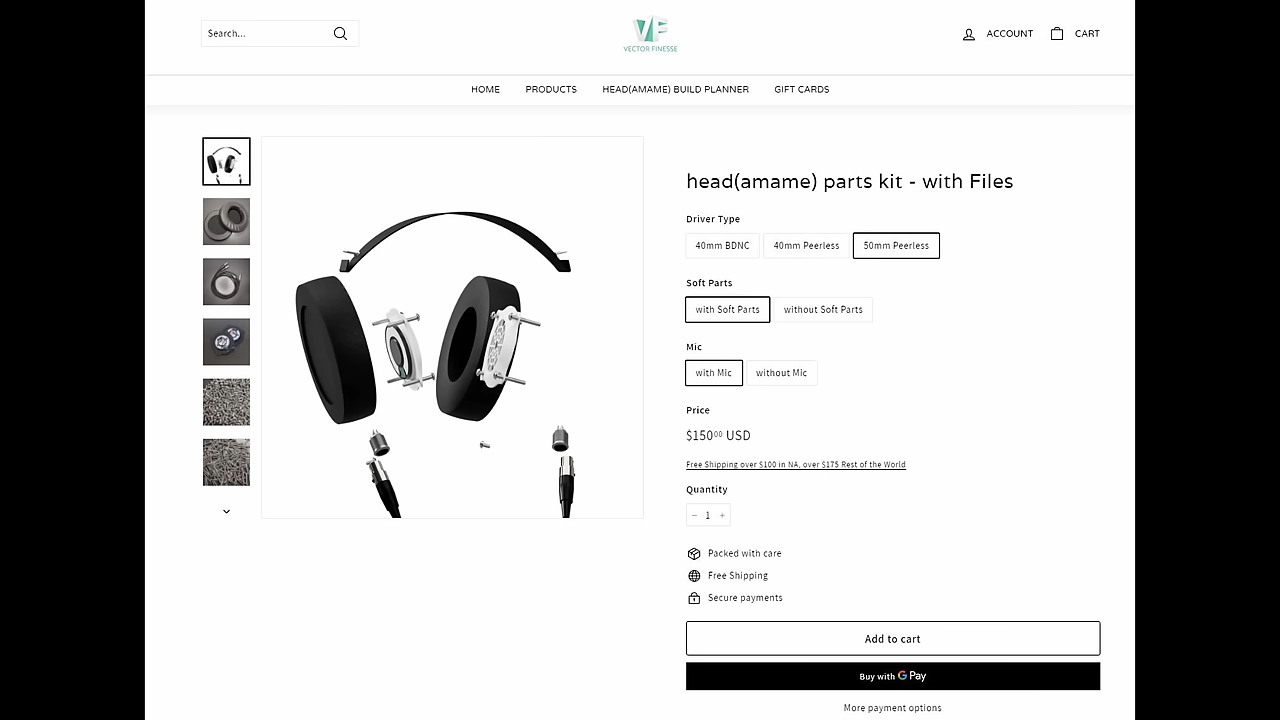 Search...
VF
VECTOR FINESSE
ACCOUNT
CART
HOME PRODUCTS HEAD(AMAME) BUILD PLANNER GIFT CARDS
head(amame) parts kit - with Files
Driver Type
40mm BDNC 40mm Peerless 50mm Peerless
Soft Parts
with Soft Parts without Soft Parts
Mic
with Mic without Mic
Price
$150⁰⁰ USD
Free Shipping over $100 in NA, over $175 Rest of the World
Quantity
− 1 +
Packed with care
Free Shipping
Secure payments
Add to cart
Buy with G Pay
More payment options